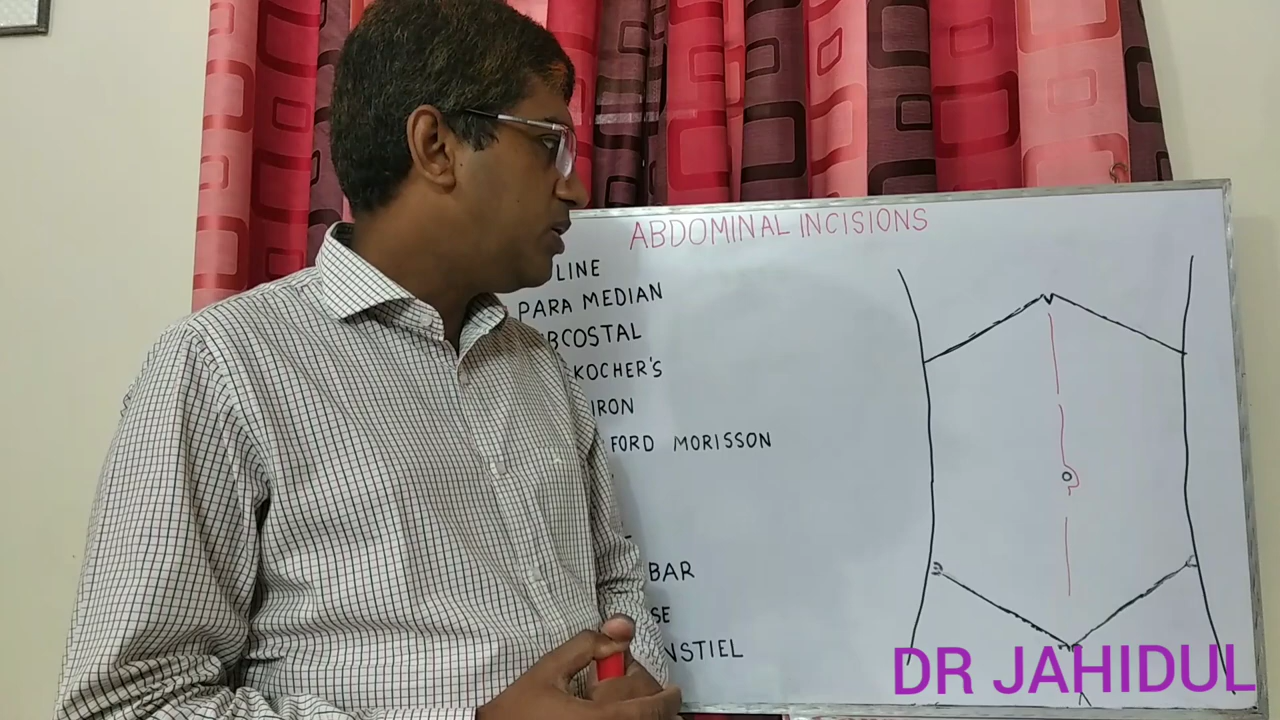 ABDOMINAL INCISIONS
LINE
PARA MEDIAN
BCOSTAL
KOCHER'S
IRON
FORD MORISSON
BAR
SE
NSTIEL
DR JAHIDUL